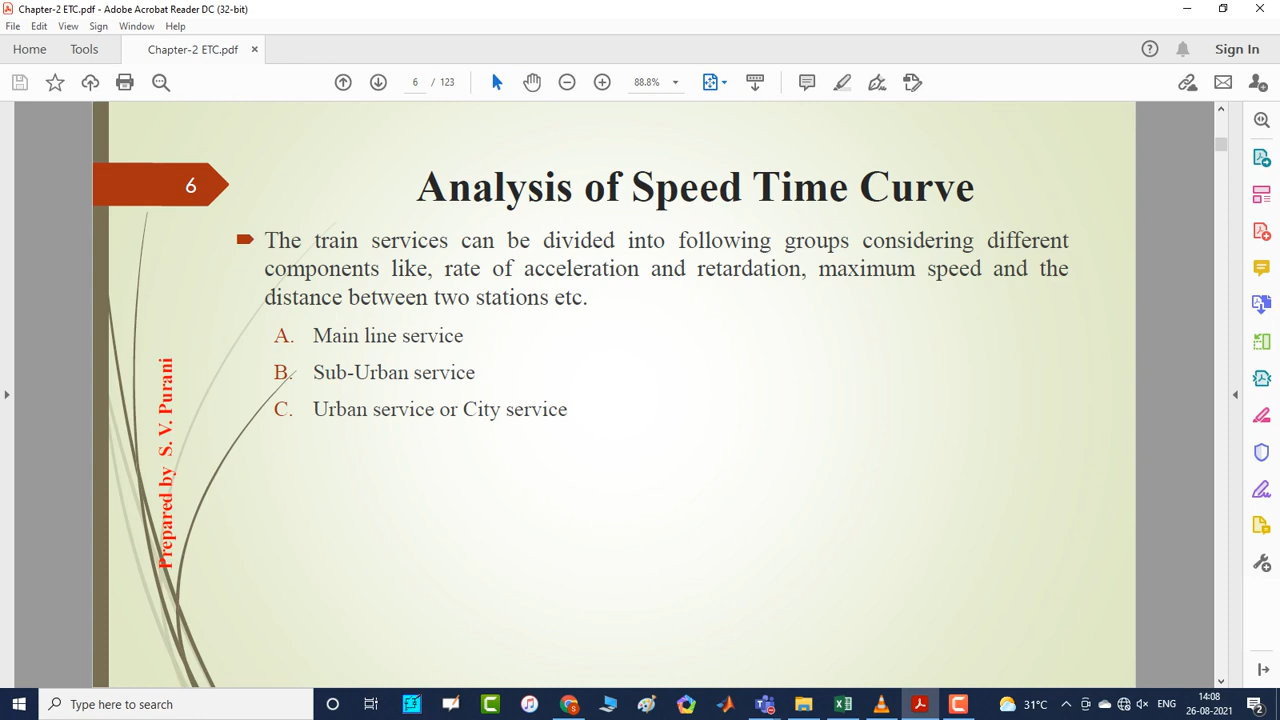 Chapter-2 ETC.pdf - Adobe Acrobat Reader DC (32-bit)
File Edit View Sign Window Help
Home Tools Chapter-2 ETC.pdf × Sign In
6 / 123 88.8%
6
Analysis of Speed Time Curve
The train services can be divided into following groups considering different
components like, rate of acceleration and retardation, maximum speed and the
distance between two stations etc.
A. Main line service
B. Sub-Urban service
C. Urban service or City service
Prepared by S. V. Purani
Type here to search
31°C ENG
14:08
26-08-2021
2